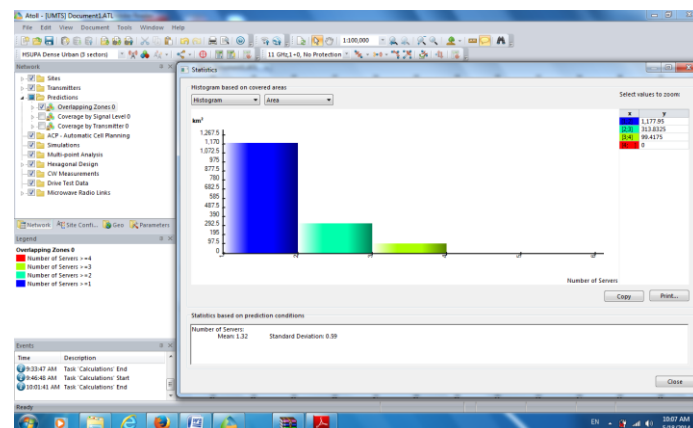 Atoll - [UMTS] Document1.ATL
File Edit View Document Tools Window Help
1:100,000
HSUPA Dense Urban (3 sectors)
11 GHz,1+0, No Protection
Network
Sites
Transmitters
Predictions
Overlapping Zones 0
Coverage by Signal Level 0
Coverage by Transmitter 0
ACP - Automatic Cell Planning
Simulations
Multi-point Analysis
Hexagonal Design
CW Measurements
Drive Test Data
Microwave Radio Links
Network Site Confi... Geo Parameters
Legend
Overlapping Zones 0
Number of Servers >=4
Number of Servers >=3
Number of Servers >=2
Number of Servers >=1
Events
Time Description
9:33:47 AM Task 'Calculations' End
9:46:48 AM Task 'Calculations' Start
10:01:41 AM Task 'Calculations' End
Ready
Statistics
Histogram based on covered areas
Histogram
Area
Select values to zoom:
x y
1,177.95
[2;3[ 313.8325
[3;4[ 99.4175
0
km²
1,267.5
1,170
1,072.5
975
877.5
780
682.5
585
487.5
390
292.5
195
97.5
0
Number of Servers
Copy
Print...
Statistics based on prediction conditions
Number of Servers:
Mean: 1.32 Standard Deviation: 0.59
Close
EN
10:07 AM